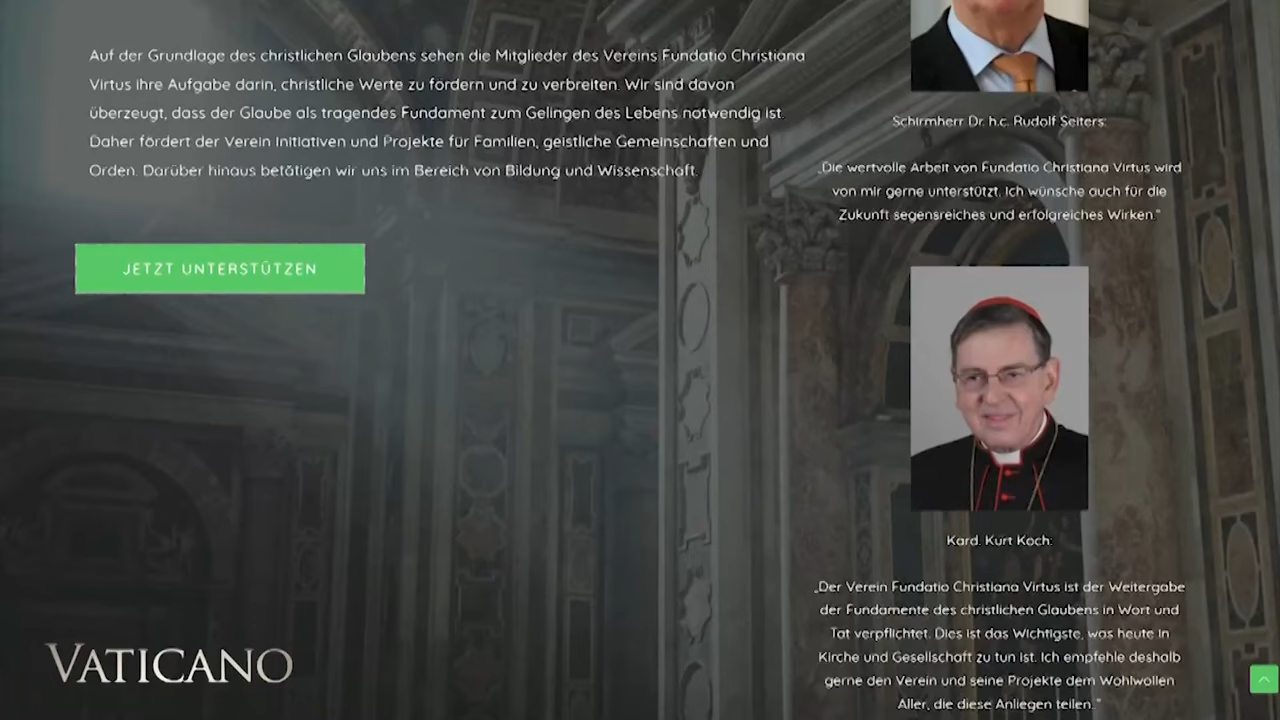 Auf der Grundlage des christlichen Glaubens sehen die Mitglieder des Vereins Fundatio Christiana
Virtus ihre Aufgabe darin, christliche Werte zu fördern und zu verbreiten. Wir sind davon
überzeugt, dass der Glaube als tragendes Fundament zum Gelingen des Lebens notwendig ist.
Daher fördert der Verein Initiativen und Projekte für Familien, geistliche Gemeinschaften und
Orden. Darüber hinaus betätigen wir uns im Bereich von Bildung und Wissenschaft.
JETZT UNTERSTÜTZEN
VATICANO
Schirmherr Dr. h.c. Rudolf Seiters:
„Die wertvolle Arbeit von Fundatio Christiana Virtus wird
von mir gerne unterstützt. Ich wünsche auch für die
Zukunft segensreiches und erfolgreiches Wirken."
Kard. Kurt Koch:
„Der Verein Fundatio Christiana Virtus ist der Weitergabe
der Fundamente des christlichen Glaubens in Wort und
Tat verpflichtet. Dies ist das Wichtigste, was heute in
Kirche und Gesellschaft zu tun ist. Ich empfehle deshalb
gerne den Verein und seine Projekte dem Wohlwollen
Aller, die diese Anliegen teilen."